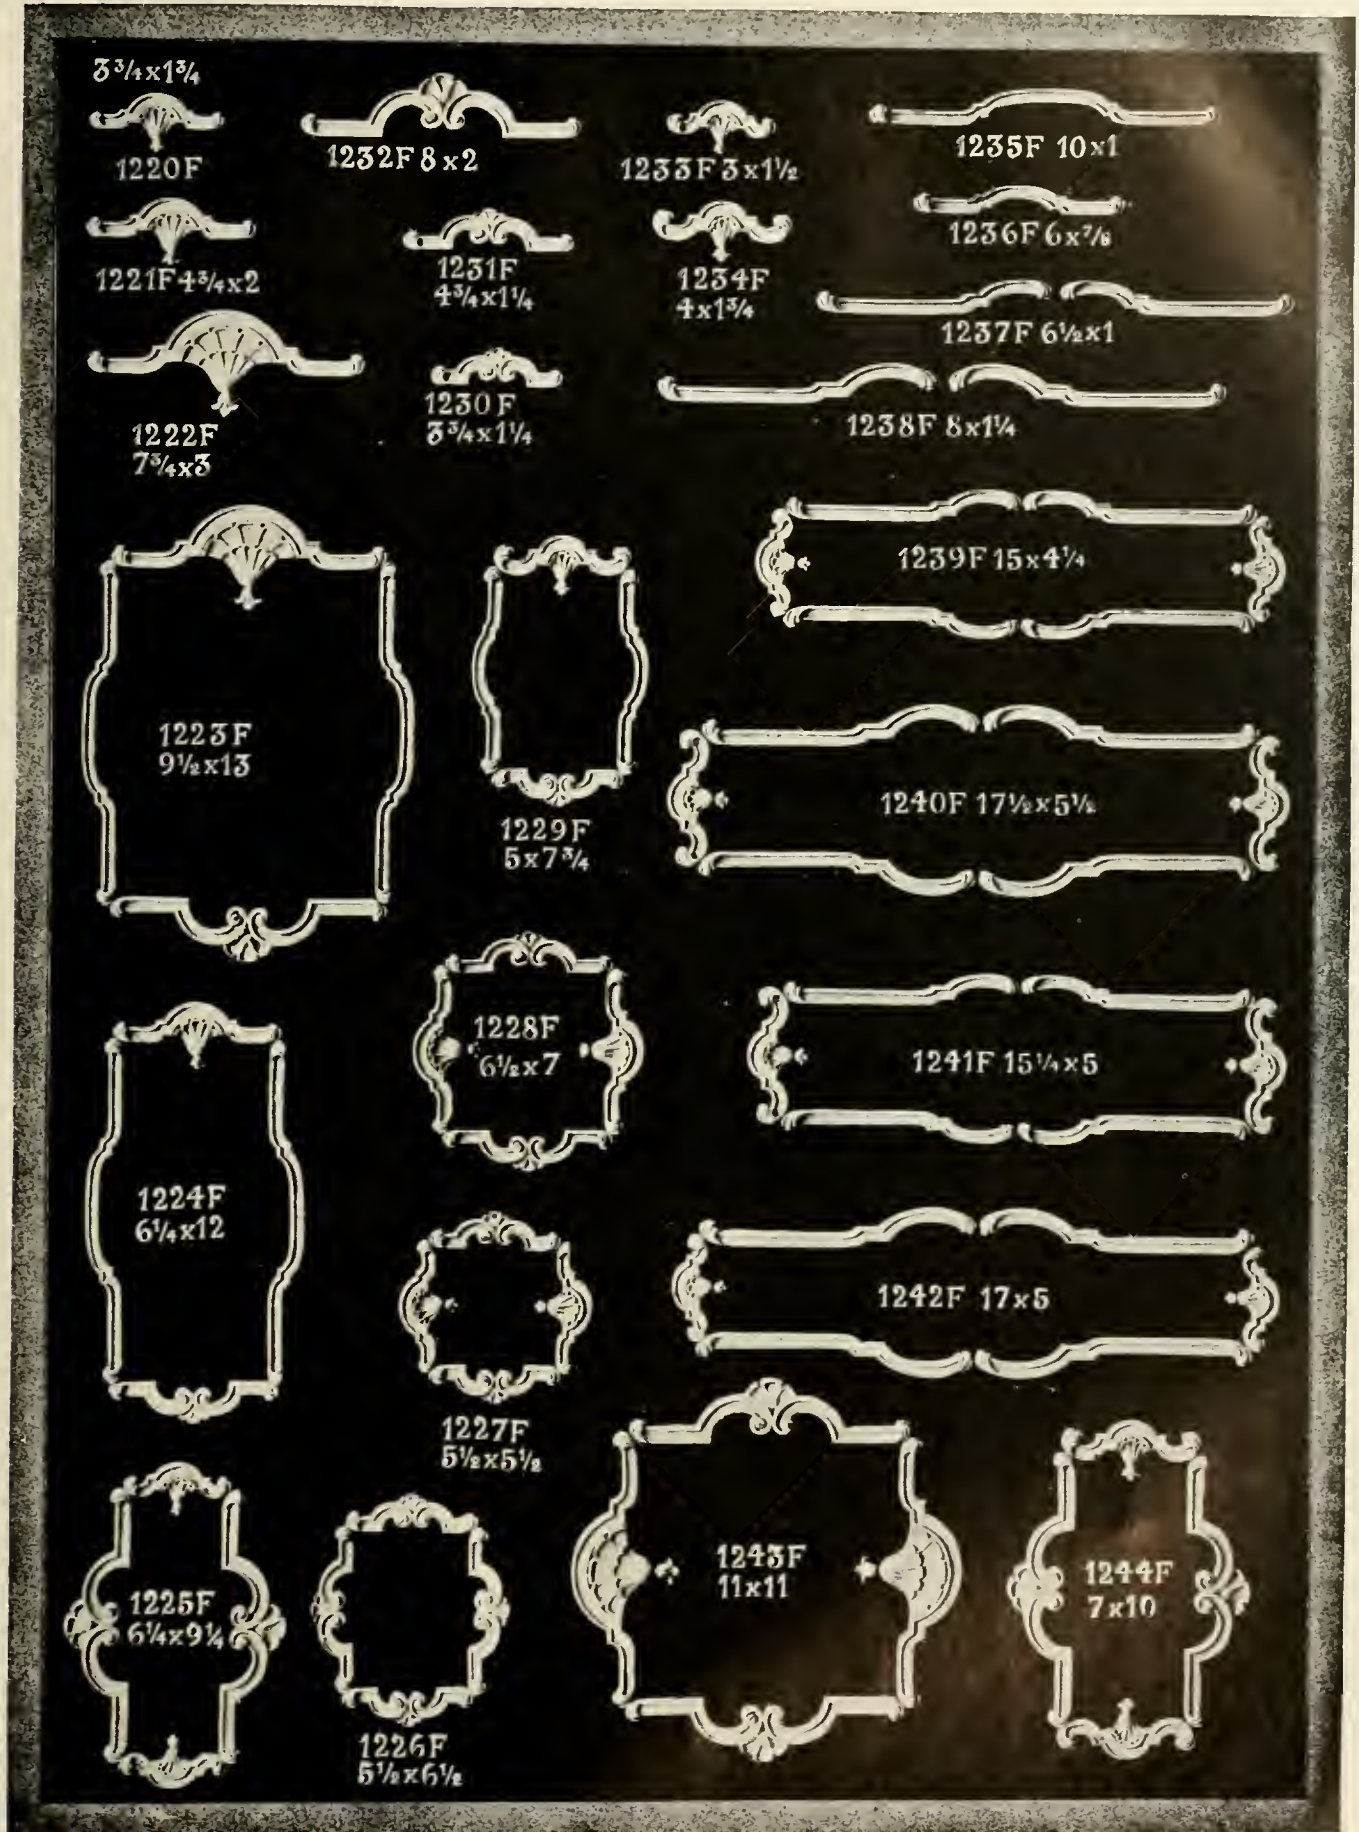 3¾x1¾
1220F
1232F 8x2
1233F 3x1½
1235F 10x1
1221F 4¾x2
1231F
4¾x1¼
1234F
4x1¾
1236F 6x⅞
1237F 6½x1
1222F
7¾x3
1230F
3¾x1¼
1238F 8x1¼
1239F 15x4¼
1223F
9½x13
1229F
5x7¾
1240F 17½x5½
1228F
6½x7
1241F 15¼x5
1224F
6¼x12
1242F 17x5
1227F
5½x5½
1243F
11x11
1244F
7x10
1225F
6¼x9¼
1226F
5½x6½